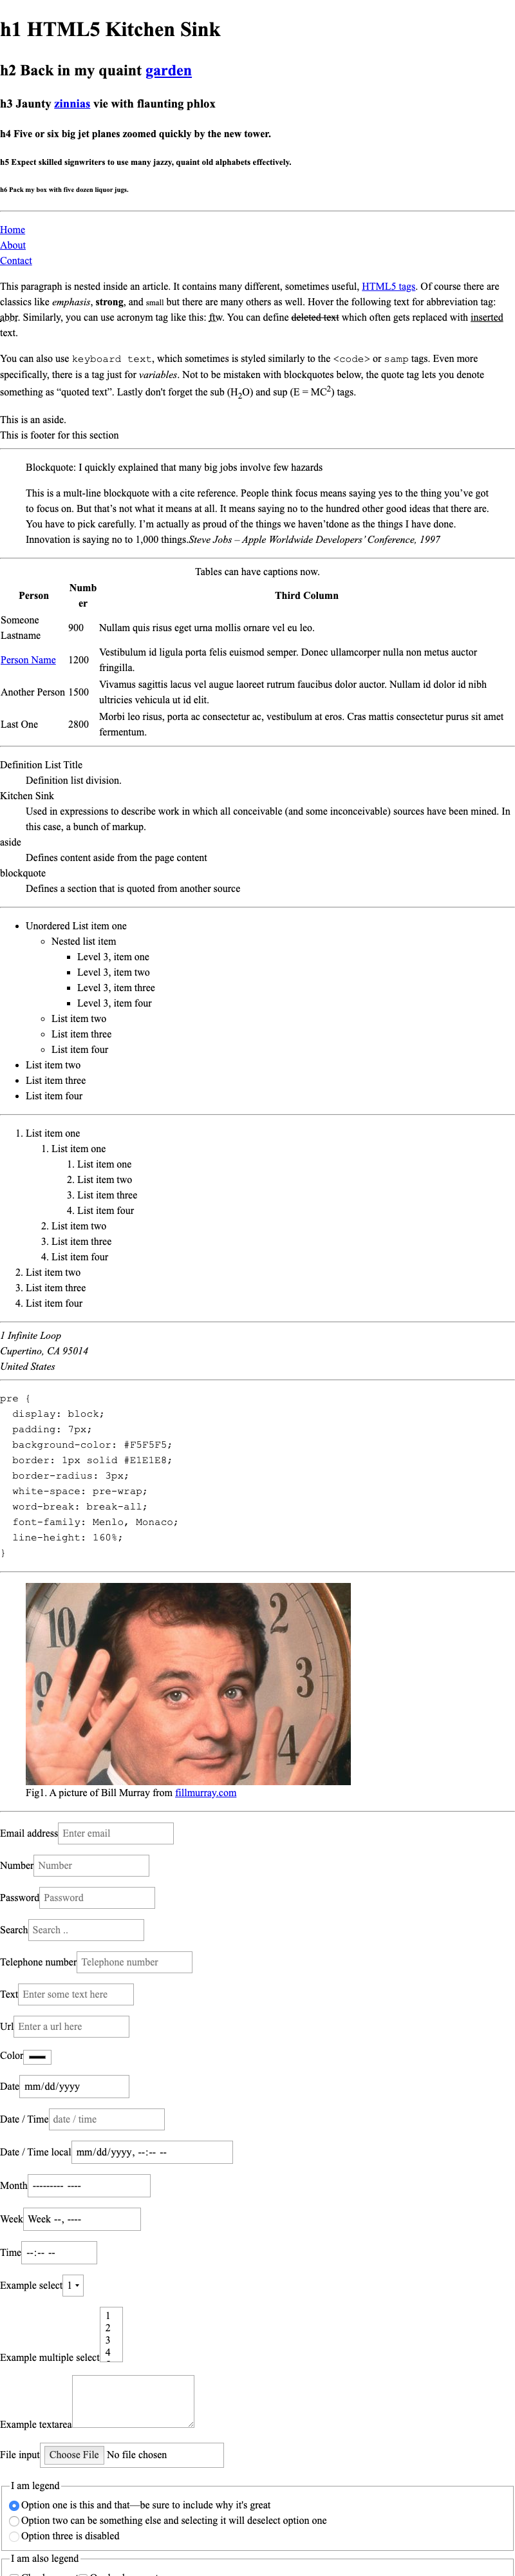 h1 HTML5 Kitchen Sink
h2 Back in my quaint garden
h3 Jaunty zinnias vie with flaunting phlox
h4 Five or six big jet planes zoomed quickly by the new tower.
h5 Expect skilled signwriters to use many jazzy, quaint old alphabets effectively.
h6 Pack my box with five dozen liquor jugs.
Home
About
Contact
This paragraph is nested inside an article. It contains many different, sometimes useful, HTML5 tags. Of course there are
classics like emphasis, strong, and small but there are many others as well. Hover the following text for abbreviation tag:
abbr. Similarly, you can use acronym tag like this: ftw. You can define deleted text which often gets replaced with inserted
text.
You can also use keyboard text, which sometimes is styled similarly to the <code> or samp tags. Even more
specifically, there is a tag just for variables. Not to be mistaken with blockquotes below, the quote tag lets you denote
something as “quoted text”. Lastly don't forget the sub (H2O) and sup (E = MC2) tags.
This is an aside.
This is footer for this section
Blockquote: I quickly explained that many big jobs involve few hazards
This is a mult-line blockquote with a cite reference. People think focus means saying yes to the thing you’ve got
to focus on. But that’s not what it means at all. It means saying no to the hundred other good ideas that there are.
You have to pick carefully. I’m actually as proud of the things we haven’tdone as the things I have done.
Innovation is saying no to 1,000 things.Steve Jobs – Apple Worldwide Developers’ Conference, 1997
Tables can have captions now.
Person Numb
er Third Column
Someone
Lastname 900 Nullam quis risus eget urna mollis ornare vel eu leo.
Person Name 1200 Vestibulum id ligula porta felis euismod semper. Donec ullamcorper nulla non metus auctor
fringilla.
Another Person 1500 Vivamus sagittis lacus vel augue laoreet rutrum faucibus dolor auctor. Nullam id dolor id nibh
ultricies vehicula ut id elit.
Last One 2800 Morbi leo risus, porta ac consectetur ac, vestibulum at eros. Cras mattis consectetur purus sit amet
fermentum.
Definition List Title
Definition list division.
Kitchen Sink
Used in expressions to describe work in which all conceivable (and some inconceivable) sources have been mined. In
this case, a bunch of markup.
aside
Defines content aside from the page content
blockquote
Defines a section that is quoted from another source
Unordered List item one
Nested list item
Level 3, item one
Level 3, item two
Level 3, item three
Level 3, item four
List item two
List item three
List item four
List item two
List item three
List item four
1. List item one
1. List item one
1. List item one
2. List item two
3. List item three
4. List item four
2. List item two
3. List item three
4. List item four
2. List item two
3. List item three
4. List item four
1 Infinite Loop
Cupertino, CA 95014
United States
pre {
display: block;
padding: 7px;
background-color: #F5F5F5;
border: 1px solid #E1E1E8;
border-radius: 3px;
white-space: pre-wrap;
word-break: break-all;
font-family: Menlo, Monaco;
line-height: 160%;
}
10 2
3
4
Fig1. A picture of Bill Murray from fillmurray.com
Email address Enter email
Number Number
Password Password
Search Search ..
Telephone number Telephone number
Text Enter some text here
Url Enter a url here
Color
Date mm/dd/yyyy
Date / Time date / time
Date / Time local mm/dd/yyyy, --:-- --
Month --------- ----
Week Week --, ----
Time --:-- --
Example select 1
1
2
3
4
Example multiple select
Example textarea
File input Choose File No file chosen
I am legend
Option one is this and that—be sure to include why it's great
Option two can be something else and selecting it will deselect option one
Option three is disabled
I am also legend